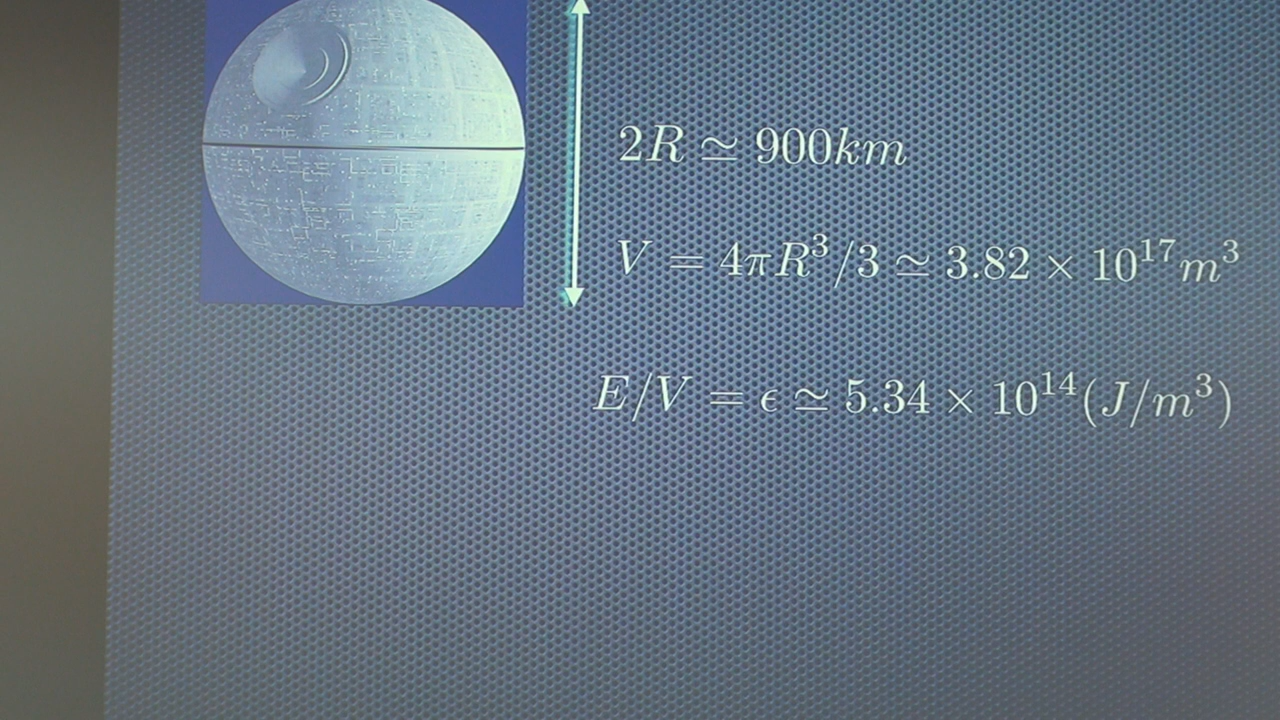 2R ≃ 900km
V = 4πR³/3 ≃ 3.82 × 10¹⁷m³
E/V = ϵ ≃ 5.34 × 10¹⁴(J/m³)